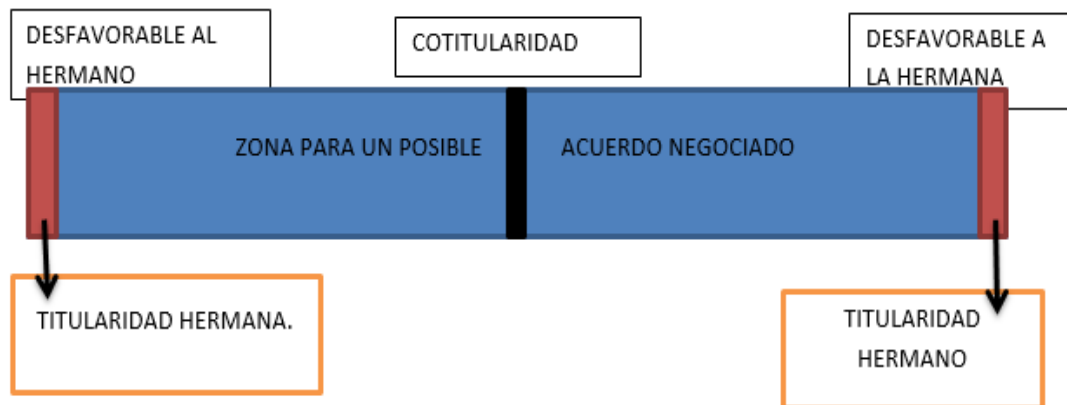 DESFAVORABLE AL
HERMANO
COTITULARIDAD
DESFAVORABLE A
LA HERMANA
ZONA PARA UN POSIBLE
ACUERDO NEGOCIADO
TITULARIDAD HERMANA.
TITULARIDAD
HERMANO